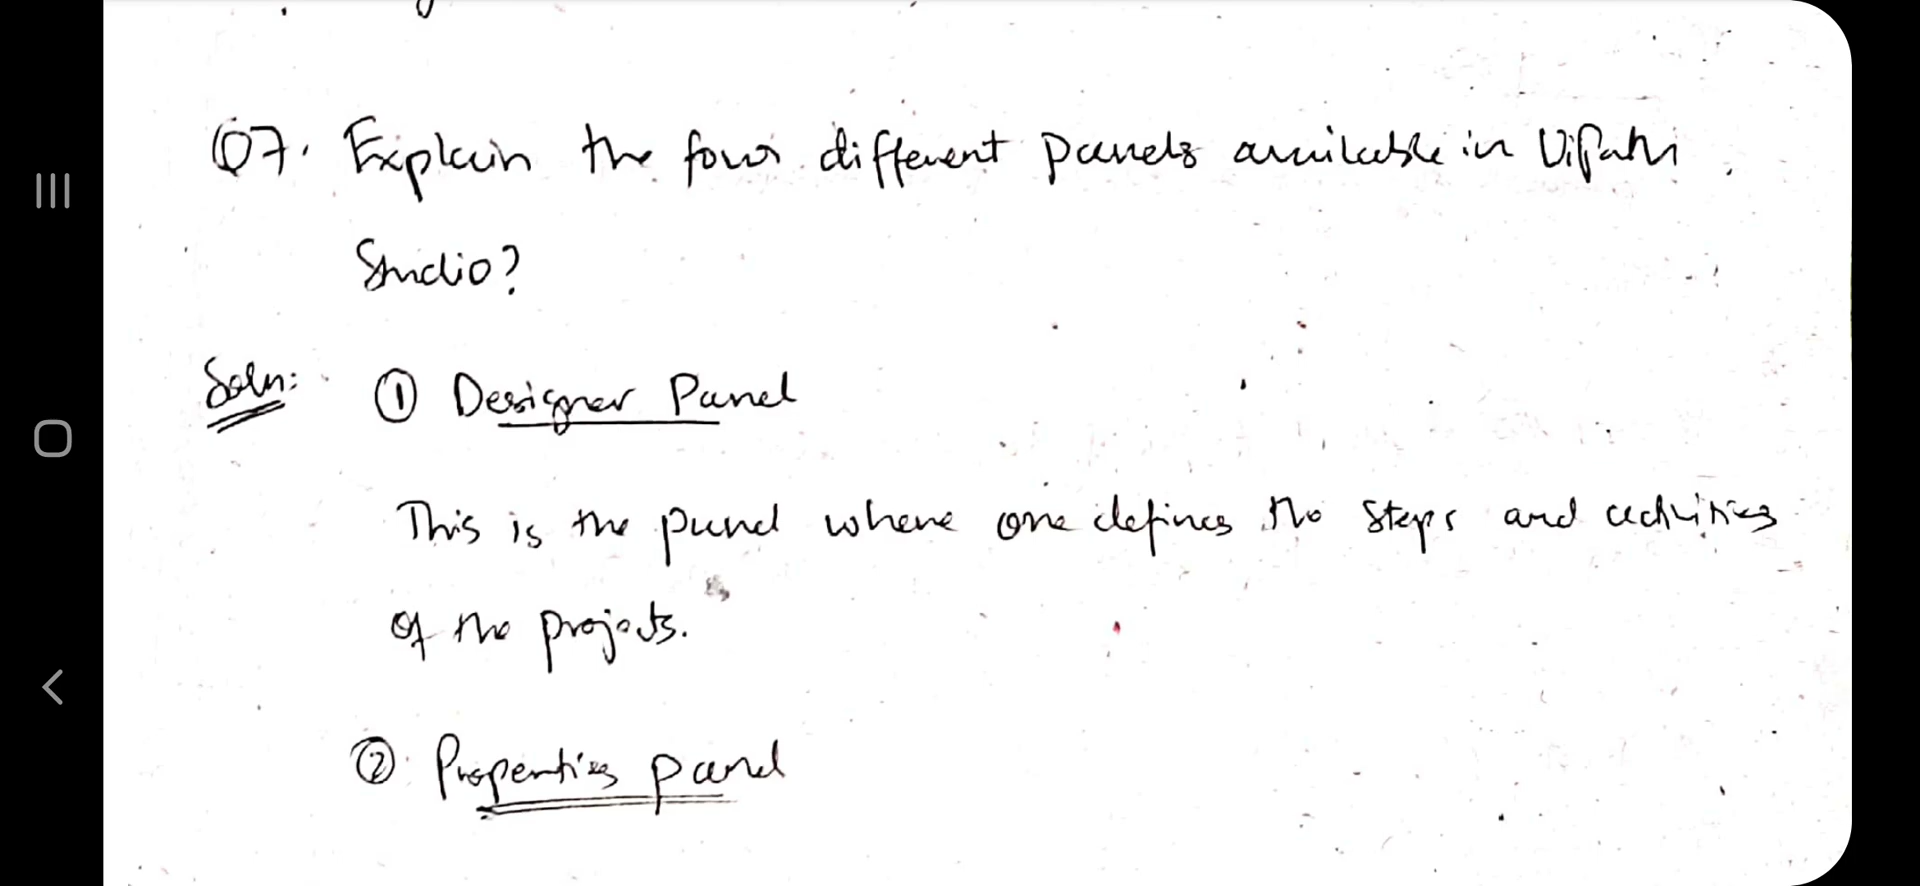 Q7. Explain the four different panels available in UiPath
Studio?
Soln: ① Designer Panel
This is the panel where one defines the steps and activities
of the projects.
② Properties panel